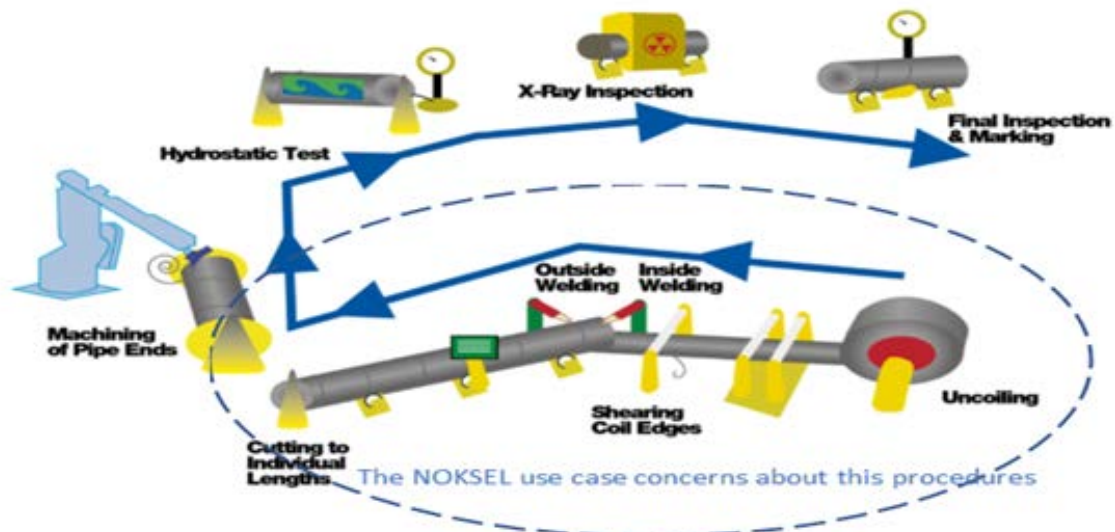 X-Ray Inspection
Final Inspection
& Marking
Hydrostatic Test
Outside
Welding
Inside
Welding
Machining
of Pipe Ends
Shearing
Coil Edges
Uncoiling
Cutting to
Individual
Lengths
The NOKSEL use case concerns about this procedures